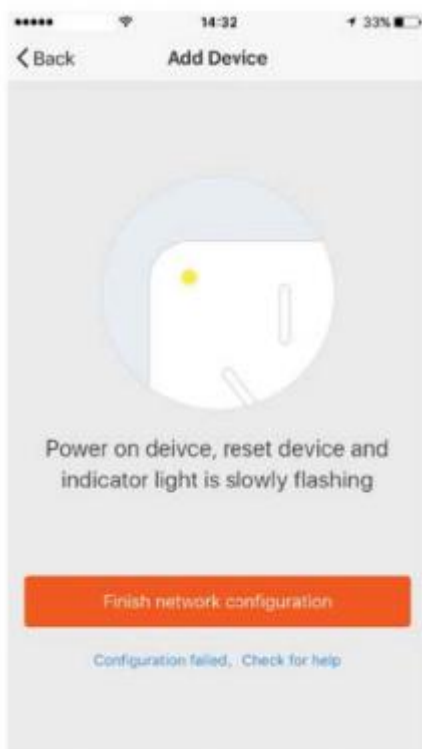 14:32
33%
Back
Add Device
Power on deivce, reset device and
indicator light is slowly flashing
Finish network configuration
Configuration failed, Check for help